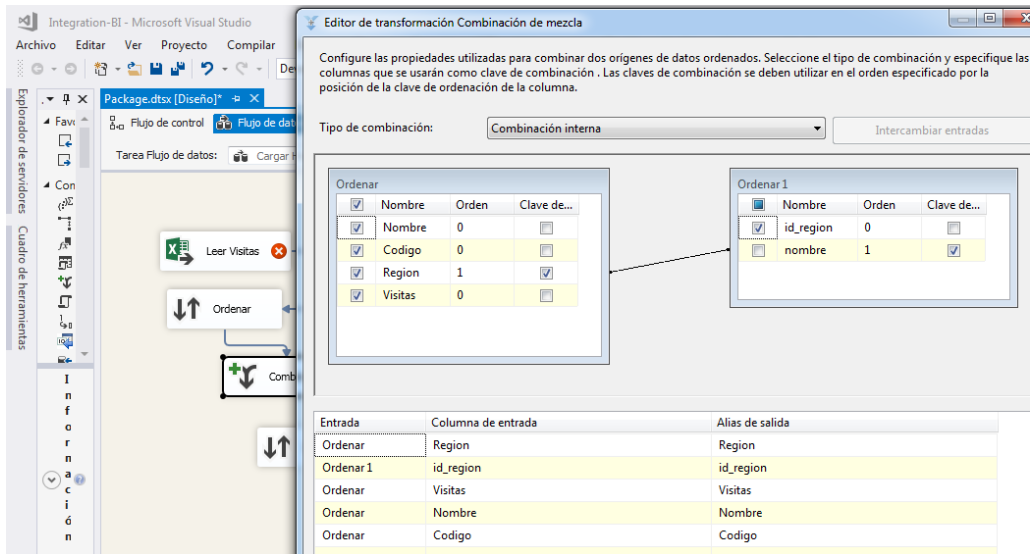 Integration-BI - Microsoft Visual Studio
Archivo Editar Ver Proyecto Compilar
Explorador de servidores
Cuadro de herramientas
Package.dtsx [Diseño]*
Flujo de control
Tarea Flujo de datos:
Leer Visitas
Ordenar
Información
Editor de transformación Combinación de mezcla
Configure las propiedades utilizadas para combinar dos orígenes de datos ordenados. Seleccione el tipo de combinación y especifique las
columnas que se usarán como clave de combinación . Las claves de combinación se deben utilizar en el orden especificado por la
posición de la clave de ordenación de la columna.
Tipo de combinación: Combinación interna Intercambiar entradas
Ordenar
Nombre Orden Clave de...
Nombre 0
Codigo 0
Region 1
Visitas 0
Ordenar 1
Nombre Orden Clave de...
id_region 0
nombre 1
Entrada Columna de entrada Alias de salida
Ordenar Region Region
Ordenar 1 id_region id_region
Ordenar Visitas Visitas
Ordenar Nombre Nombre
Ordenar Codigo Codigo